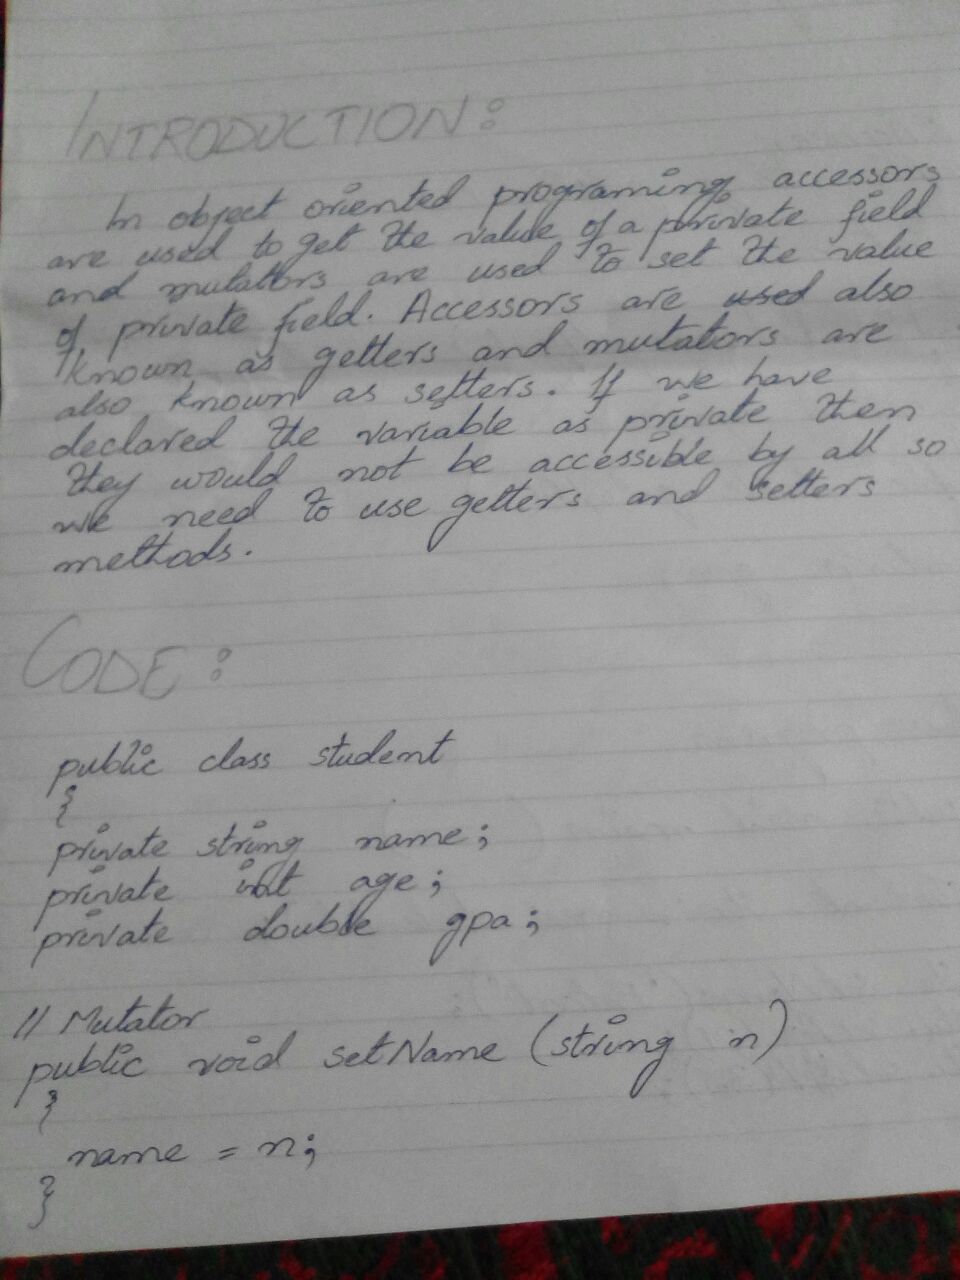 INTRODUCTION:
In object oriented programing accessors
are used to get the value of a private field
and mutators are used to set the value
of private field. Accessors are used also
known as getters and mutators are
also known as setters. If we have
declared the variable as private then
they would not be accessible by all so
we need to use getters and setters
methods.
CODE:
public class student
{
private string name;
private int age;
private double gpa;
// Mutator
public void setName (string n)
{
name = n;
}